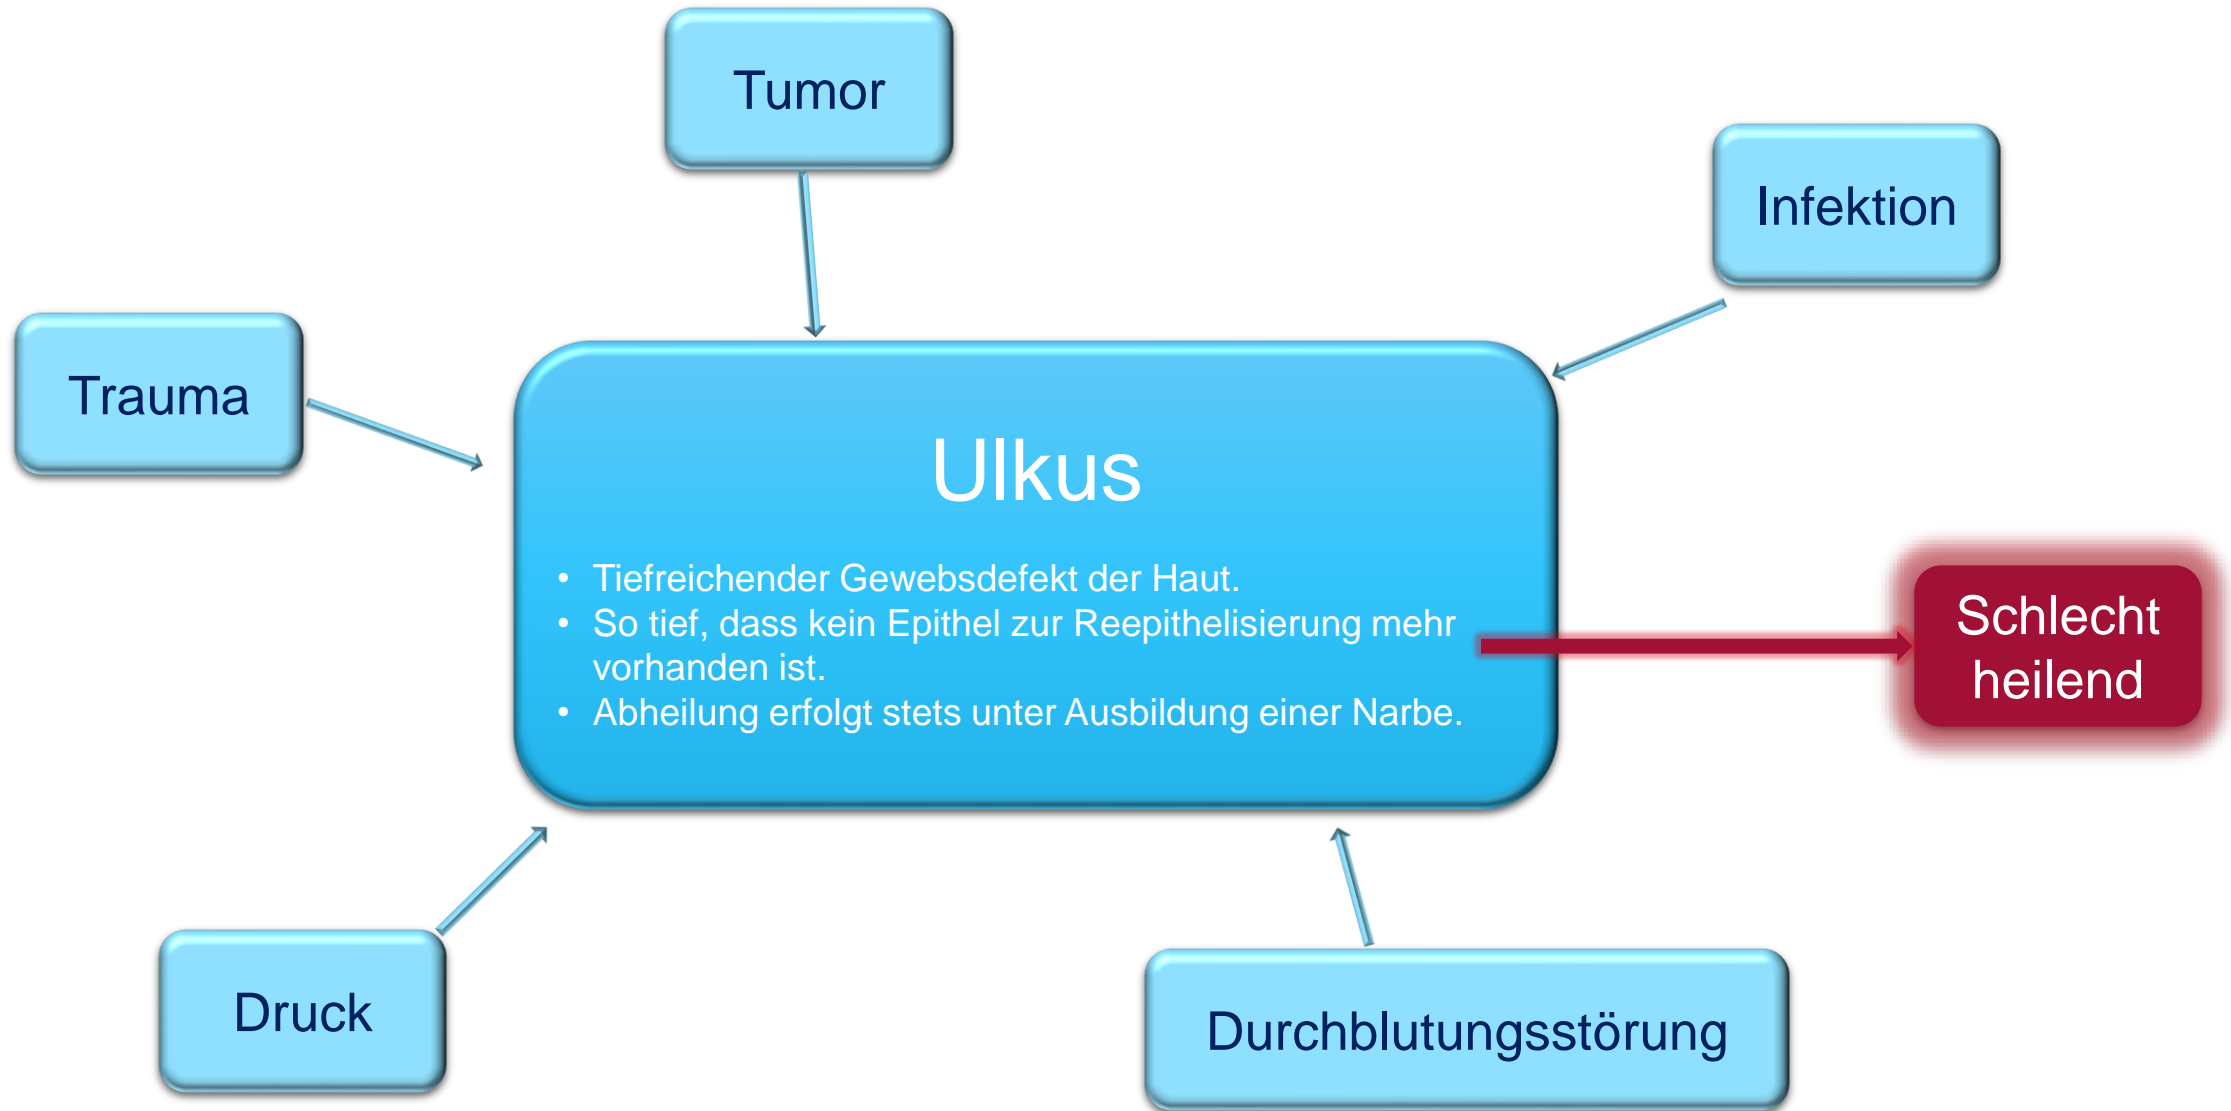 Tumor
Infektion
Trauma
Ulkus
• Tiefreichender Gewebsdefekt der Haut.
• So tief, dass kein Epithel zur Reepithelisierung mehr
vorhanden ist.
• Abheilung erfolgt stets unter Ausbildung einer Narbe.
Schlecht
heilend
Druck
Durchblutungsstörung